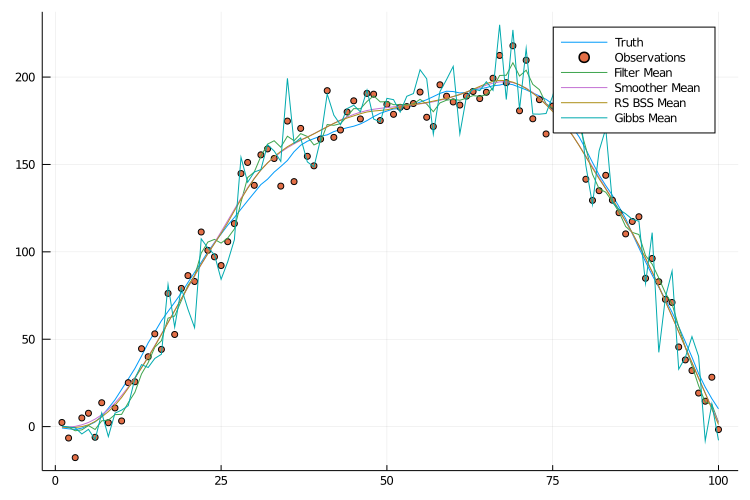 Truth
Observations
Filter Mean
Smoother Mean
RS BSS Mean
Gibbs Mean
200
150
100
50
0
0 25 50 75 100